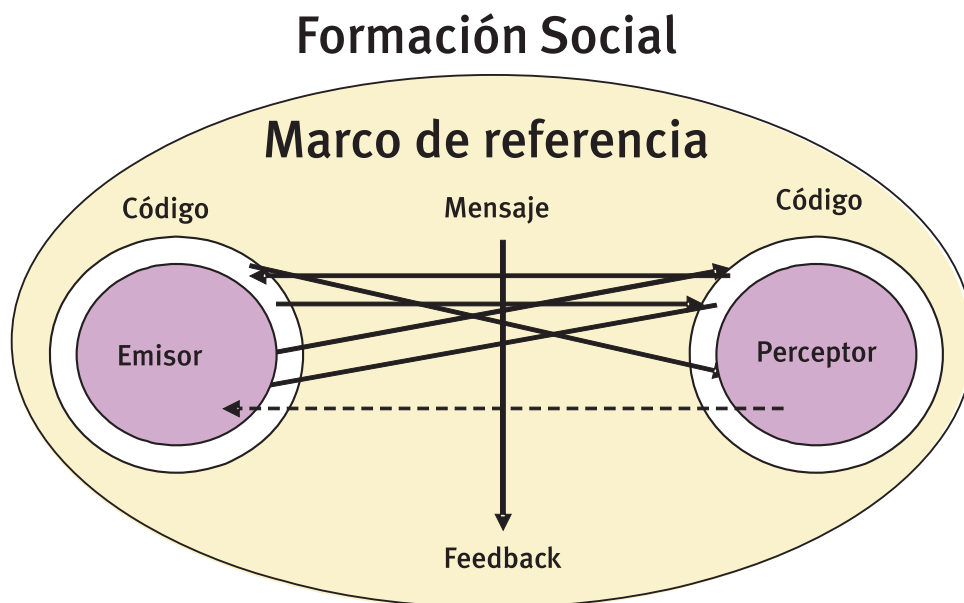 Formación Social
Marco de referencia
Código
Mensaje
Código
Emisor
Perceptor
Feedback